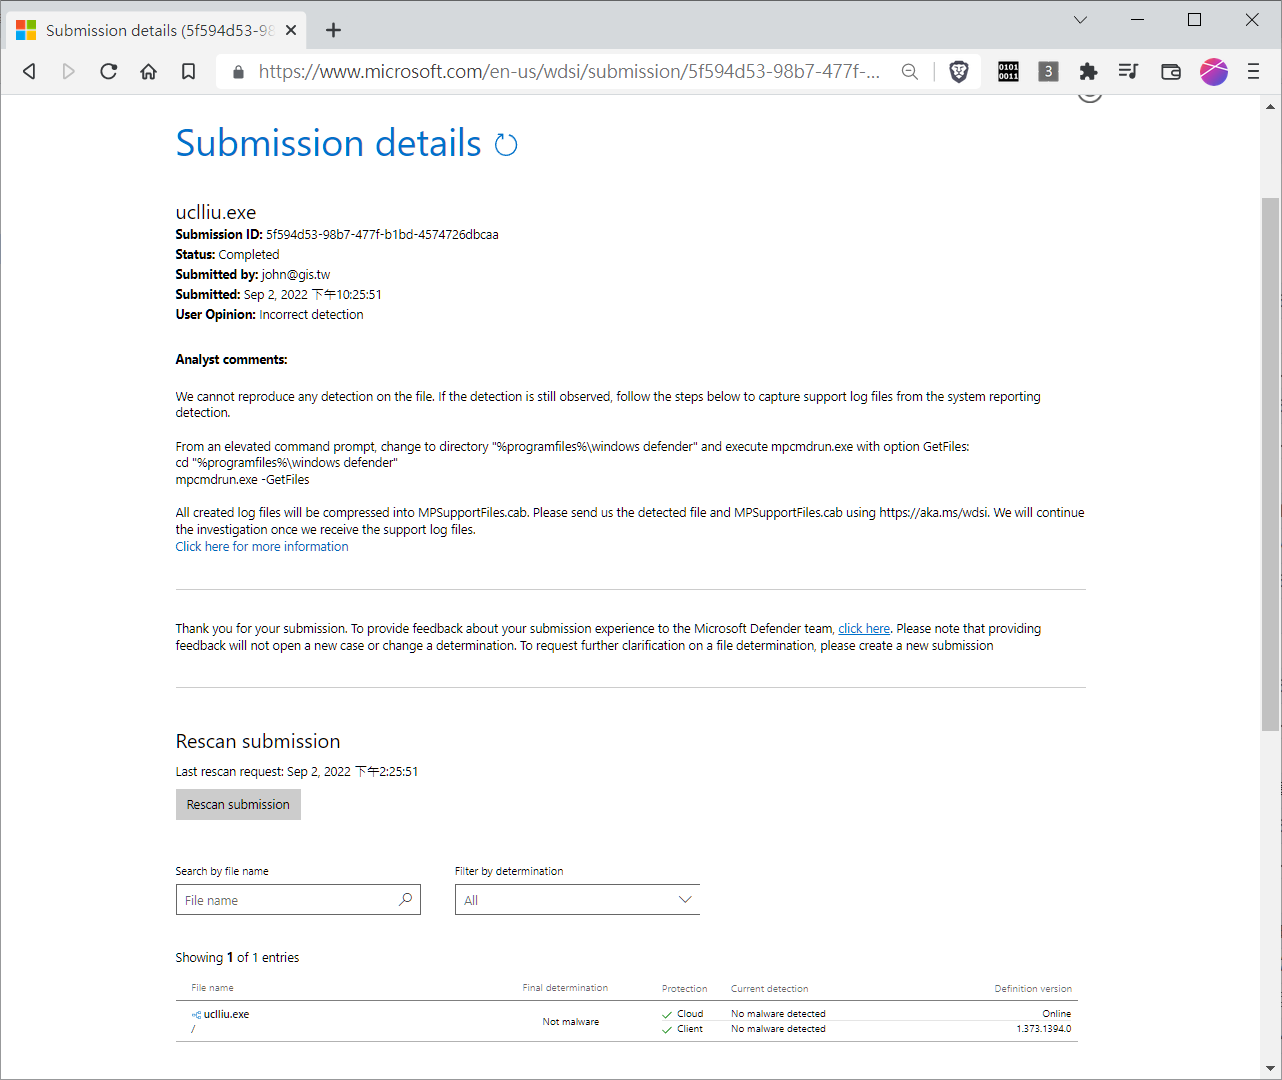 Submission details (5f594d53-98
https://www.microsoft.com/en-us/wdsi/submission/5f594d53-98b7-477f-...
0101
0011
3
Submission details
uclliu.exe
Submission ID: 5f594d53-98b7-477f-b1bd-4574726dbcaa
Status: Completed
Submitted by: john@gis.tw
Submitted: Sep 2, 2022 下午10:25:51
User Opinion: Incorrect detection
Analyst comments:
We cannot reproduce any detection on the file. If the detection is still observed, follow the steps below to capture support log files from the system reporting
detection.
From an elevated command prompt, change to directory "%programfiles%\windows defender" and execute mpcmdrun.exe with option GetFiles:
cd "%programfiles%\windows defender"
mpcmdrun.exe -GetFiles
All created log files will be compressed into MPSupportFiles.cab. Please send us the detected file and MPSupportFiles.cab using https://aka.ms/wdsi. We will continue
the investigation once we receive the support log files.
Click here for more information
Thank you for your submission. To provide feedback about your submission experience to the Microsoft Defender team, click here. Please note that providing
feedback will not open a new case or change a determination. To request further clarification on a file determination, please create a new submission
Rescan submission
Last rescan request: Sep 2, 2022 下午2:25:51
Rescan submission
Search by file name
Filter by determination
File name
All
Showing 1 of 1 entries
File name Final determination Protection Current detection Definition version
uclliu.exe
/
Not malware
Cloud No malware detected Online
Client No malware detected 1.373.1394.0